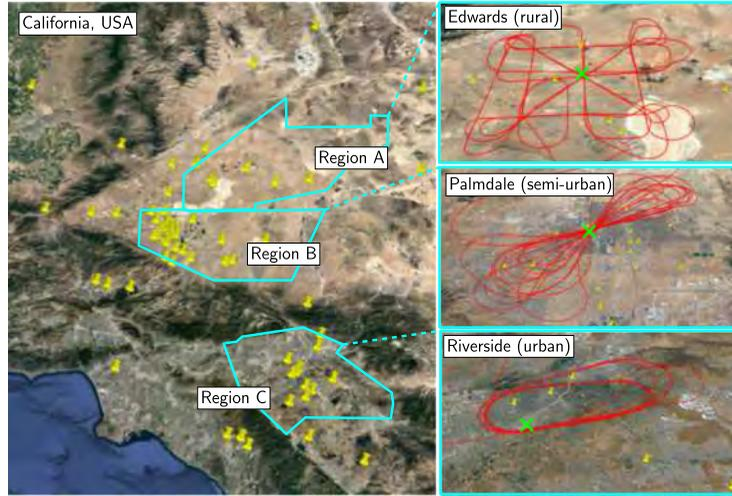 California, USA
Region A
Region B
Region C
Edwards (rural)
Palmdale (semi-urban)
Riverside (urban)